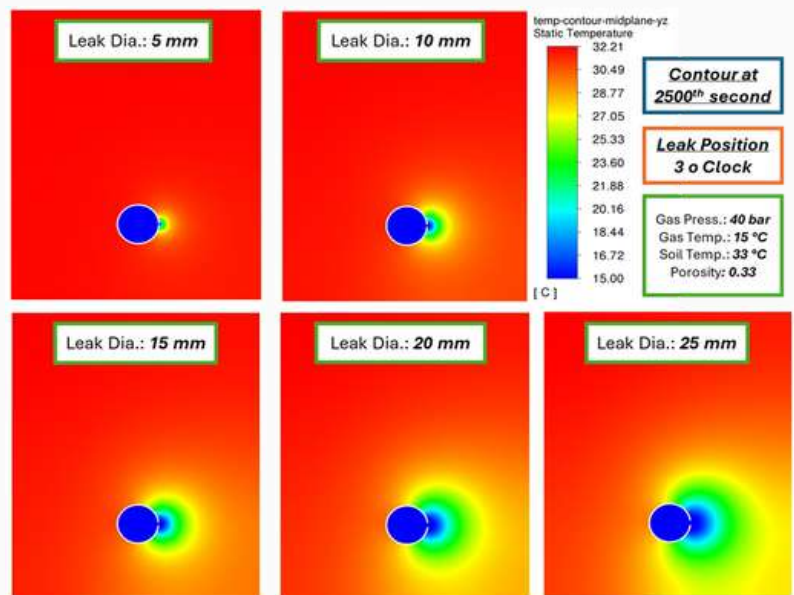 Leak Dia.: 5 mm
Leak Dia.: 10 mm
temp-contour-midplane-yz
Static Temperature
32.21
30.49
28.77
27.05
25.33
23.60
21.88
20.16
18.44
16.72
15.00
[ C ]
Contour at
2500th second
Leak Position
3 o Clock
Gas Press.: 40 bar
Gas Temp.: 15 °C
Soil Temp.: 33 °C
Porosity: 0.33
Leak Dia.: 15 mm
Leak Dia.: 20 mm
Leak Dia.: 25 mm